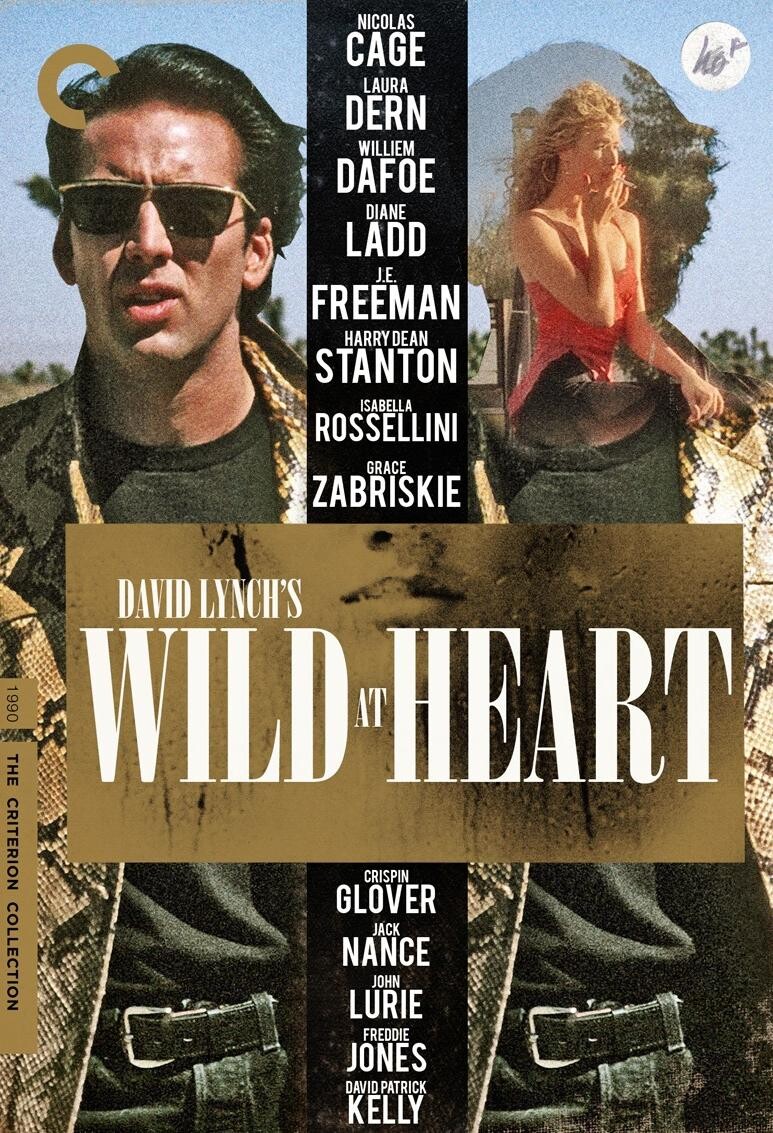 NICOLAS
CAGE
LAURA
DERN
WILLIEM
DAFOE
DIANE
LADD
J.E.
FREEMAN
HARRY DEAN
STANTON
ISABELLA
ROSSELLINI
GRACE
ZABRISKIE
DAVID LYNCH'S
WILD AT HEART
1990
THE CRITERION COLLECTION
CRISPIN
GLOVER
JACK
NANCE
JOHN
LURIE
FREDDIE
JONES
DAVID PATRICK
KELLY